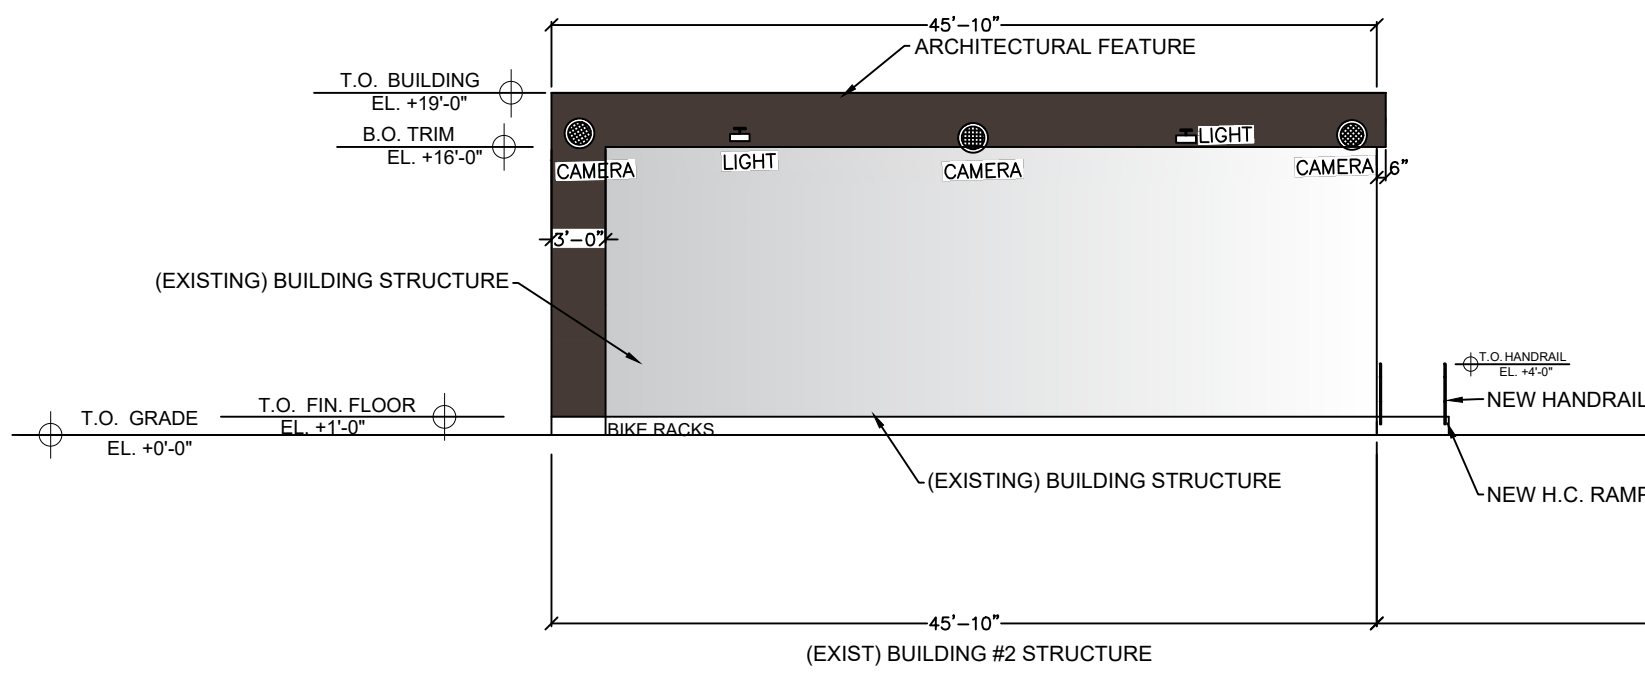 45'-10"
ARCHITECTURAL FEATURE
T.O. BUILDING
EL. +19'-0"
B.O. TRIM
EL. +16'-0"
LIGHT
CAMERA
LIGHT
CAMERA
CAMERA
6"
3'-0"
(EXISTING) BUILDING STRUCTURE
T.O. HANDRAIL
EL. +4'-0"
NEW HANDRAIL
T.O. GRADE
EL. +0'-0"
T.O. FIN. FLOOR
EL. +1'-0"
BIKE RACKS
(EXISTING) BUILDING STRUCTURE
NEW H.C. RAMP
45'-10"
(EXIST) BUILDING #2 STRUCTURE